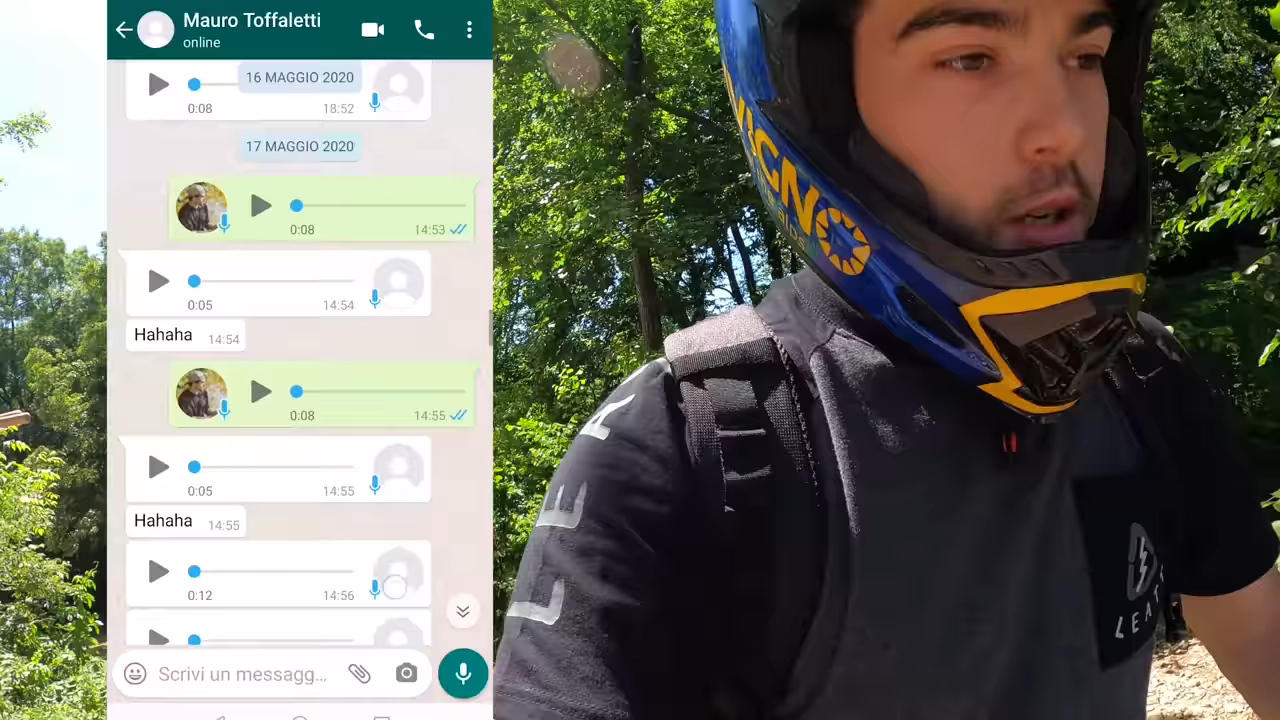 Mauro Toffaletti
online
16 MAGGIO 2020
0:08 18:52
17 MAGGIO 2020
0:08 14:53
0:05 14:54
Hahaha 14:54
0:08 14:55
0:05 14:55
Hahaha 14:55
0:12 14:56
Scrivi un messagg...